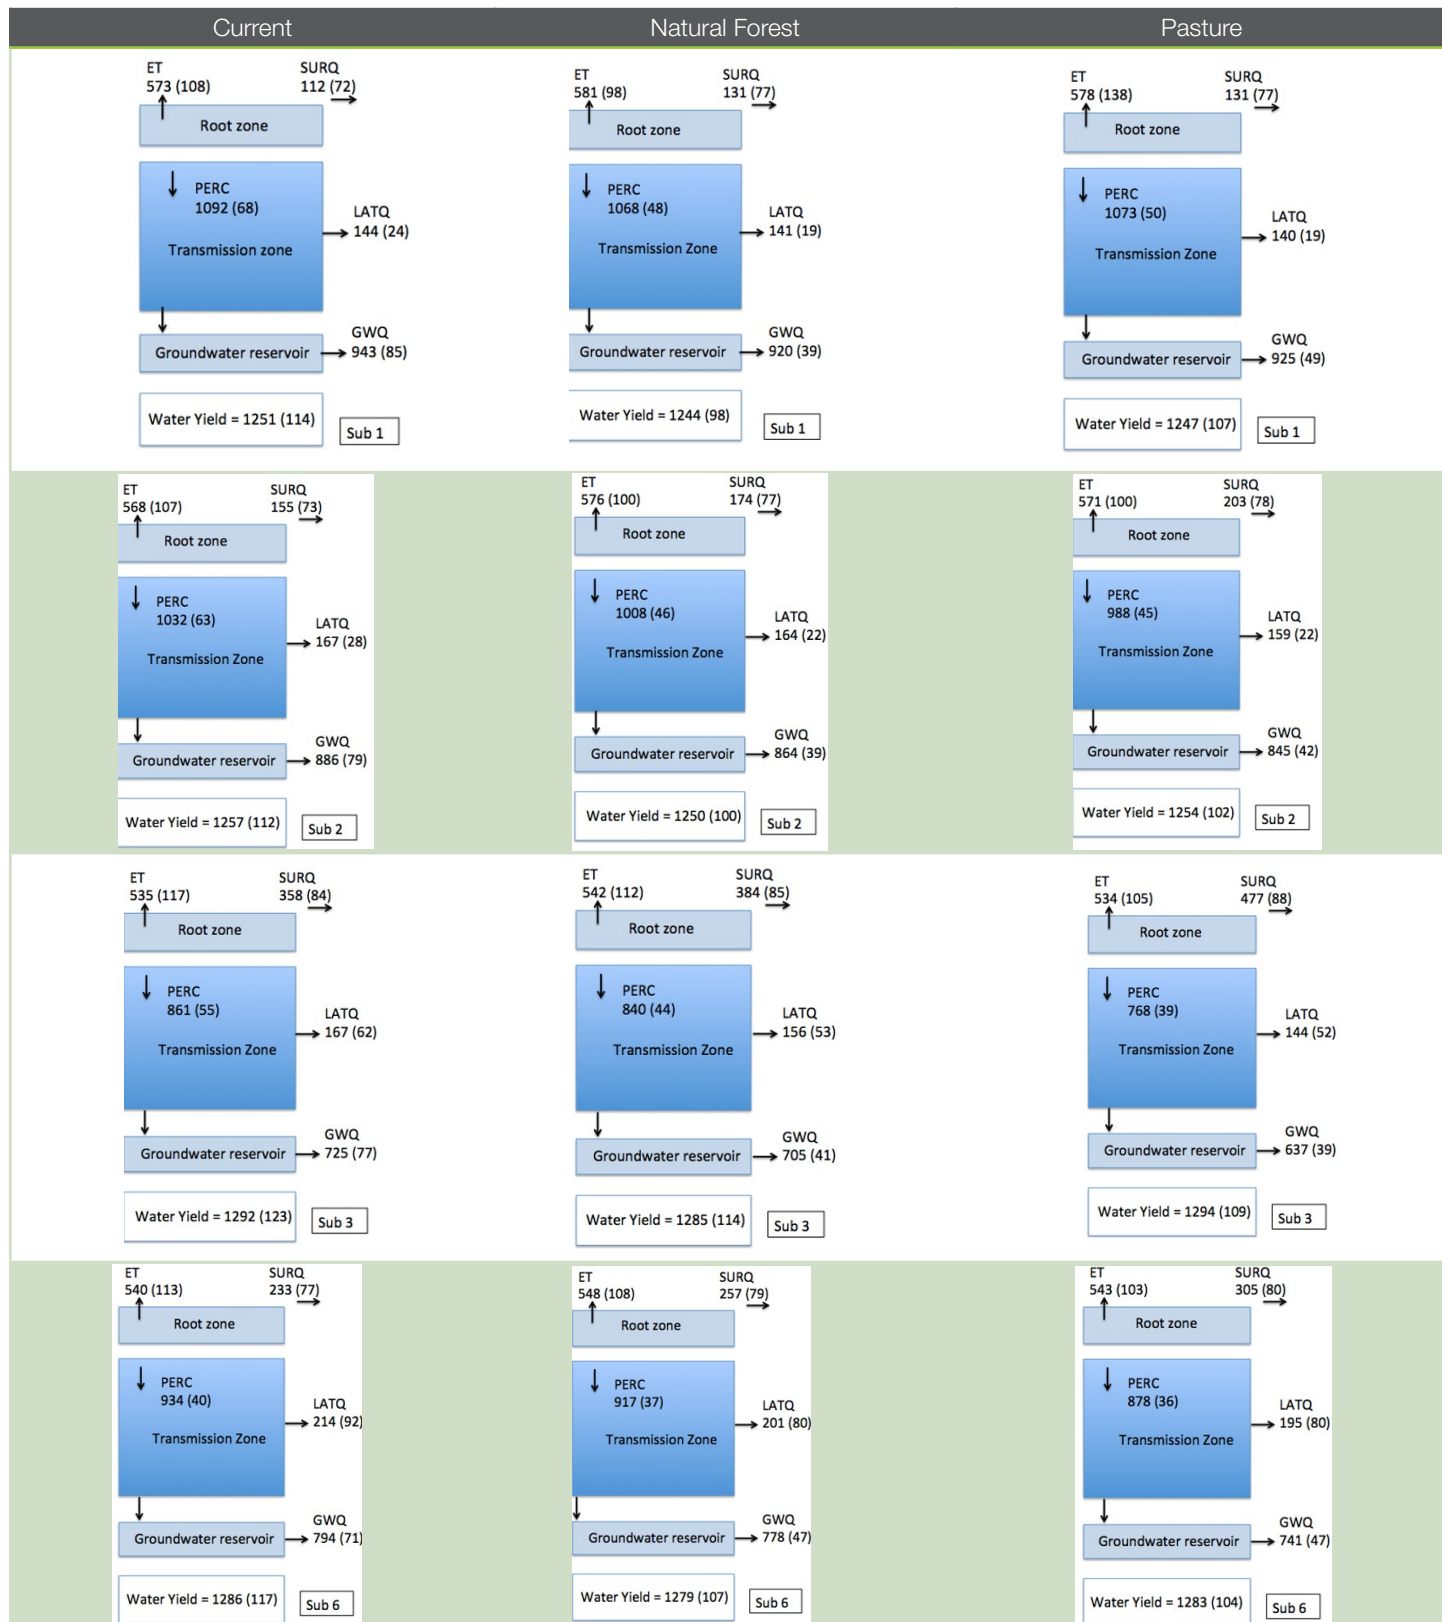 Current Natural Forest Pasture
ET SURQ
573 (108) 112 (72)
Root zone
PERC
1092 (68)
LATQ
144 (24)
Transmission zone
GWQ
Groundwater reservoir 943 (85)
Water Yield = 1251 (114)
Sub 1
ET SURQ
581 (98) 131 (77)
Root zone
PERC
1068 (48)
LATQ
141 (19)
Transmission Zone
GWQ
Groundwater reservoir 920 (39)
Water Yield = 1244 (98)
Sub 1
ET SURQ
578 (138) 131 (77)
Root zone
PERC
1073 (50)
LATQ
140 (19)
Transmission Zone
GWQ
Groundwater reservoir 925 (49)
Water Yield = 1247 (107)
Sub 1
ET SURQ
568 (107) 155 (73)
Root zone
PERC
1032 (63)
LATQ
167 (28)
Transmission Zone
GWQ
Groundwater reservoir 886 (79)
Water Yield = 1257 (112)
Sub 2
ET SURQ
576 (100) 174 (77)
Root zone
PERC
1008 (46)
LATQ
164 (22)
Transmission Zone
GWQ
Groundwater reservoir 864 (39)
Water Yield = 1250 (100)
Sub 2
ET SURQ
571 (100) 203 (78)
Root zone
PERC
988 (45)
LATQ
159 (22)
Transmission Zone
GWQ
Groundwater reservoir 845 (42)
Water Yield = 1254 (102)
Sub 2
ET SURQ
535 (117) 358 (84)
Root zone
PERC
861 (55)
LATQ
167 (62)
Transmission Zone
GWQ
Groundwater reservoir 725 (77)
Water Yield = 1292 (123)
Sub 3
ET SURQ
542 (112) 384 (85)
Root zone
PERC
840 (44)
LATQ
156 (53)
Transmission Zone
GWQ
Groundwater reservoir 705 (41)
Water Yield = 1285 (114)
Sub 3
ET SURQ
534 (105) 477 (88)
Root zone
PERC
768 (39)
LATQ
144 (52)
Transmission Zone
GWQ
Groundwater reservoir 637 (39)
Water Yield = 1294 (109)
Sub 3
ET SURQ
540 (113) 233 (77)
Root zone
PERC
934 (40)
LATQ
214 (92)
Transmission Zone
GWQ
Groundwater reservoir 794 (71)
Water Yield = 1286 (117)
Sub 6
ET SURQ
548 (108) 257 (79)
Root zone
PERC
917 (37)
LATQ
201 (80)
Transmission Zone
GWQ
Groundwater reservoir 778 (47)
Water Yield = 1279 (107)
Sub 6
ET SURQ
543 (103) 305 (80)
Root zone
PERC
878 (36)
LATQ
195 (80)
Transmission Zone
GWQ
Groundwater reservoir 741 (47)
Water Yield = 1283 (104)
Sub 6